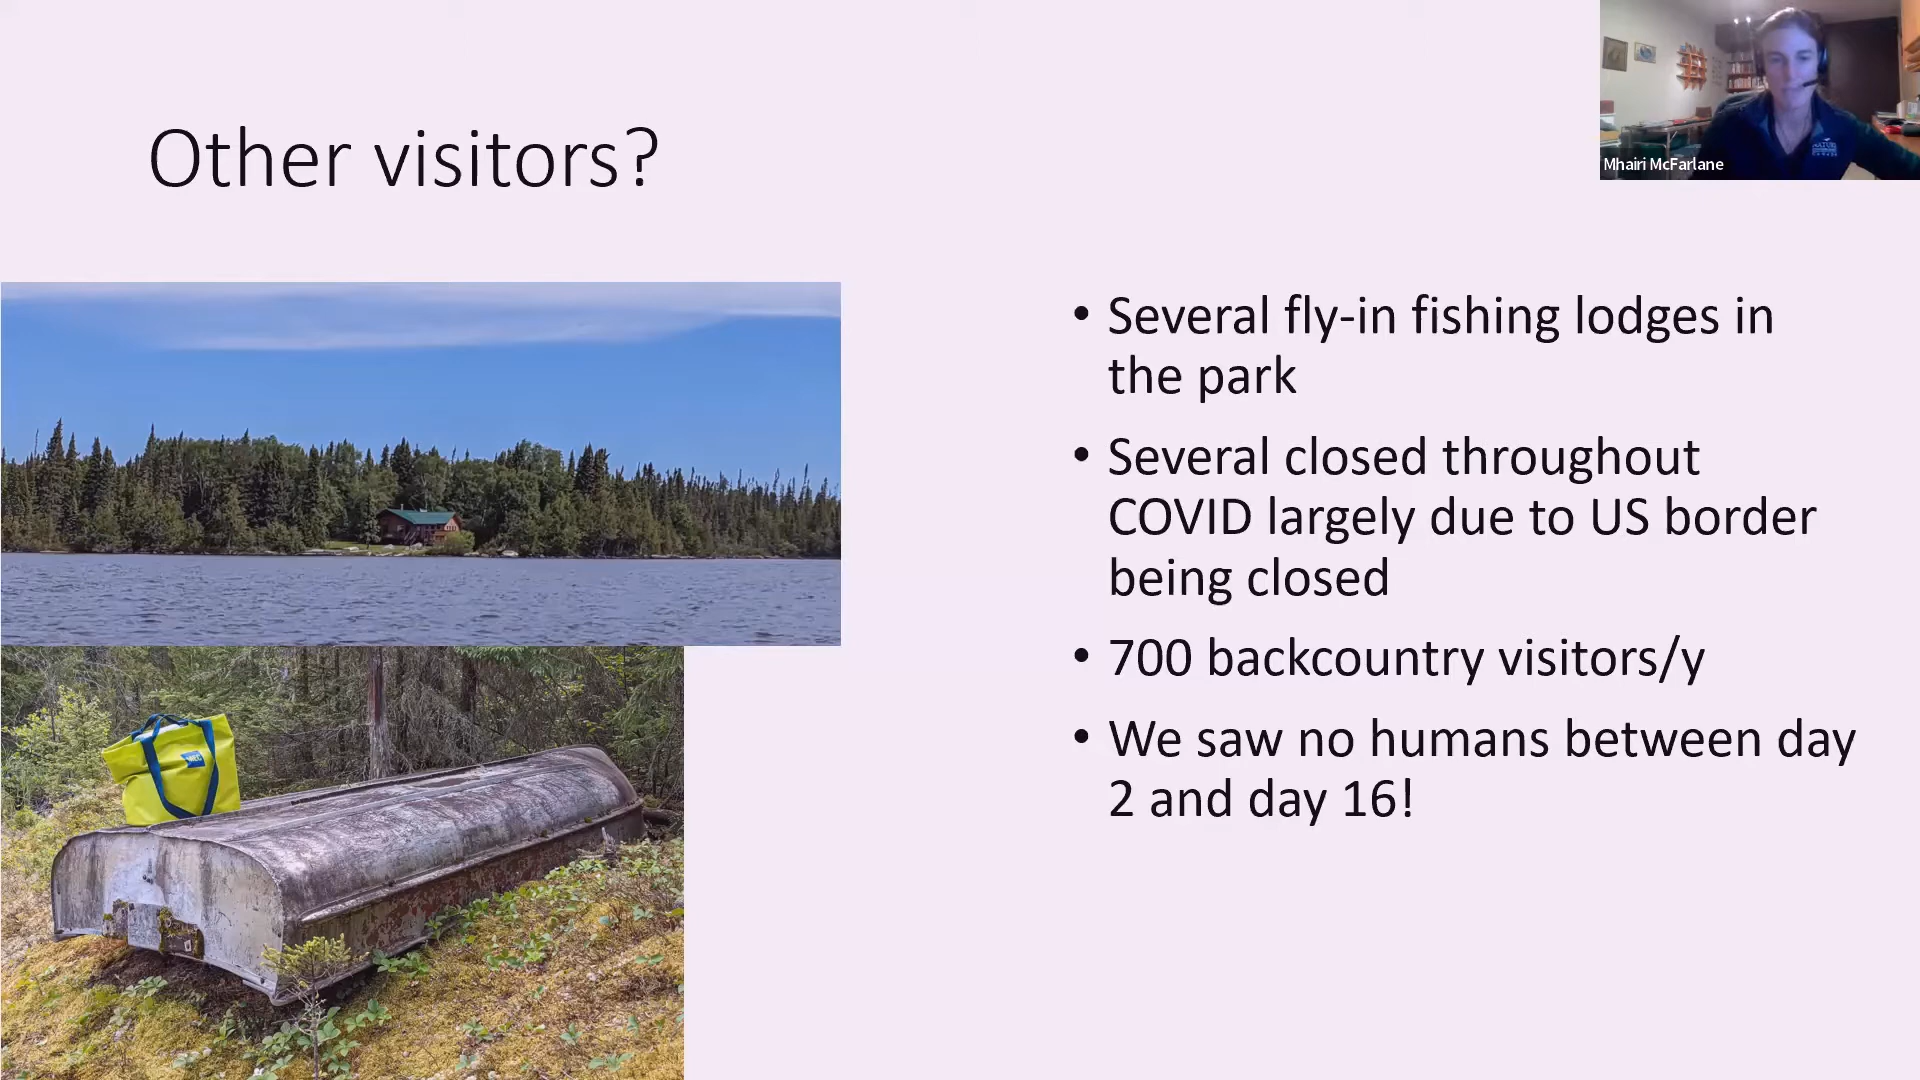 Other visitors?
Mhairi McFarlane
• Several fly-in fishing lodges in
the park
• Several closed throughout
COVID largely due to US border
being closed
• 700 backcountry visitors/y
• We saw no humans between day
2 and day 16!